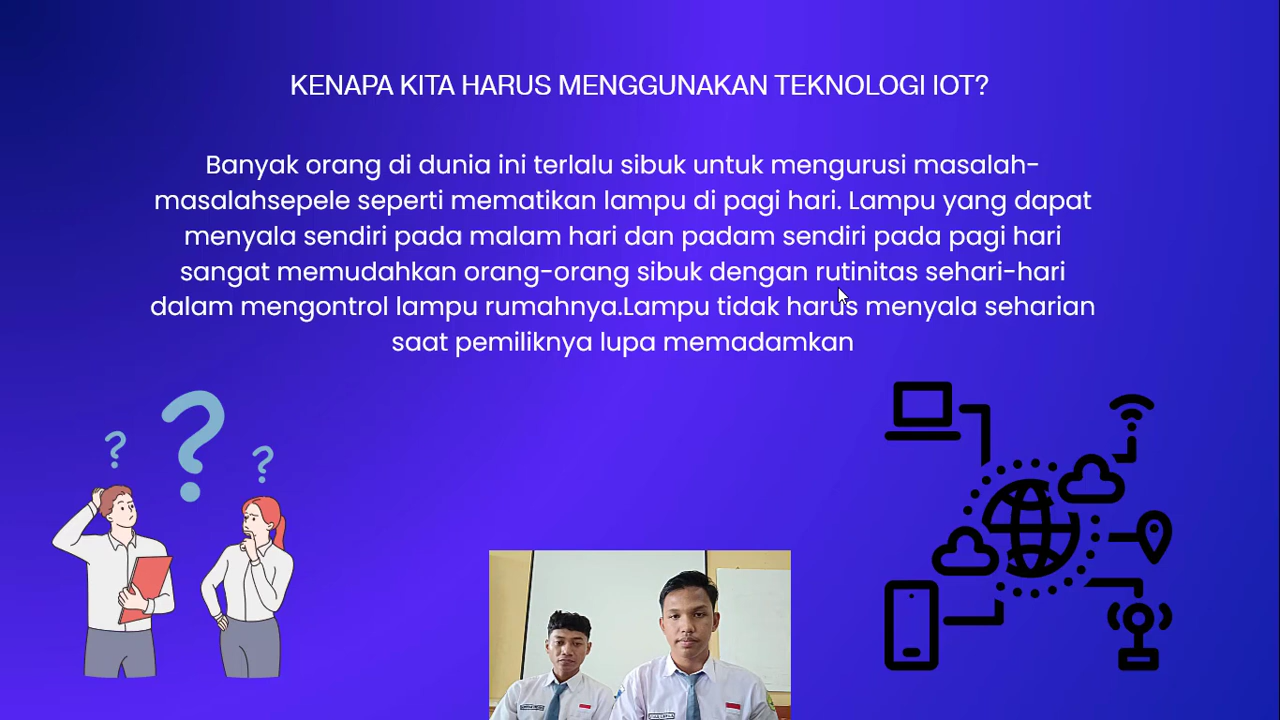 KENAPA KITA HARUS MENGGUNAKAN TEKNOLOGI IOT?
Banyak orang di dunia ini terlalu sibuk untuk mengurusi masalah-
masalahsepele seperti mematikan lampu di pagi hari. Lampu yang dapat
menyala sendiri pada malam hari dan padam sendiri pada pagi hari
sangat memudahkan orang-orang sibuk dengan rutinitas sehari-hari
dalam mengontrol lampu rumahnya.Lampu tidak harus menyala seharian
saat pemiliknya lupa memadamkan
? ? ?